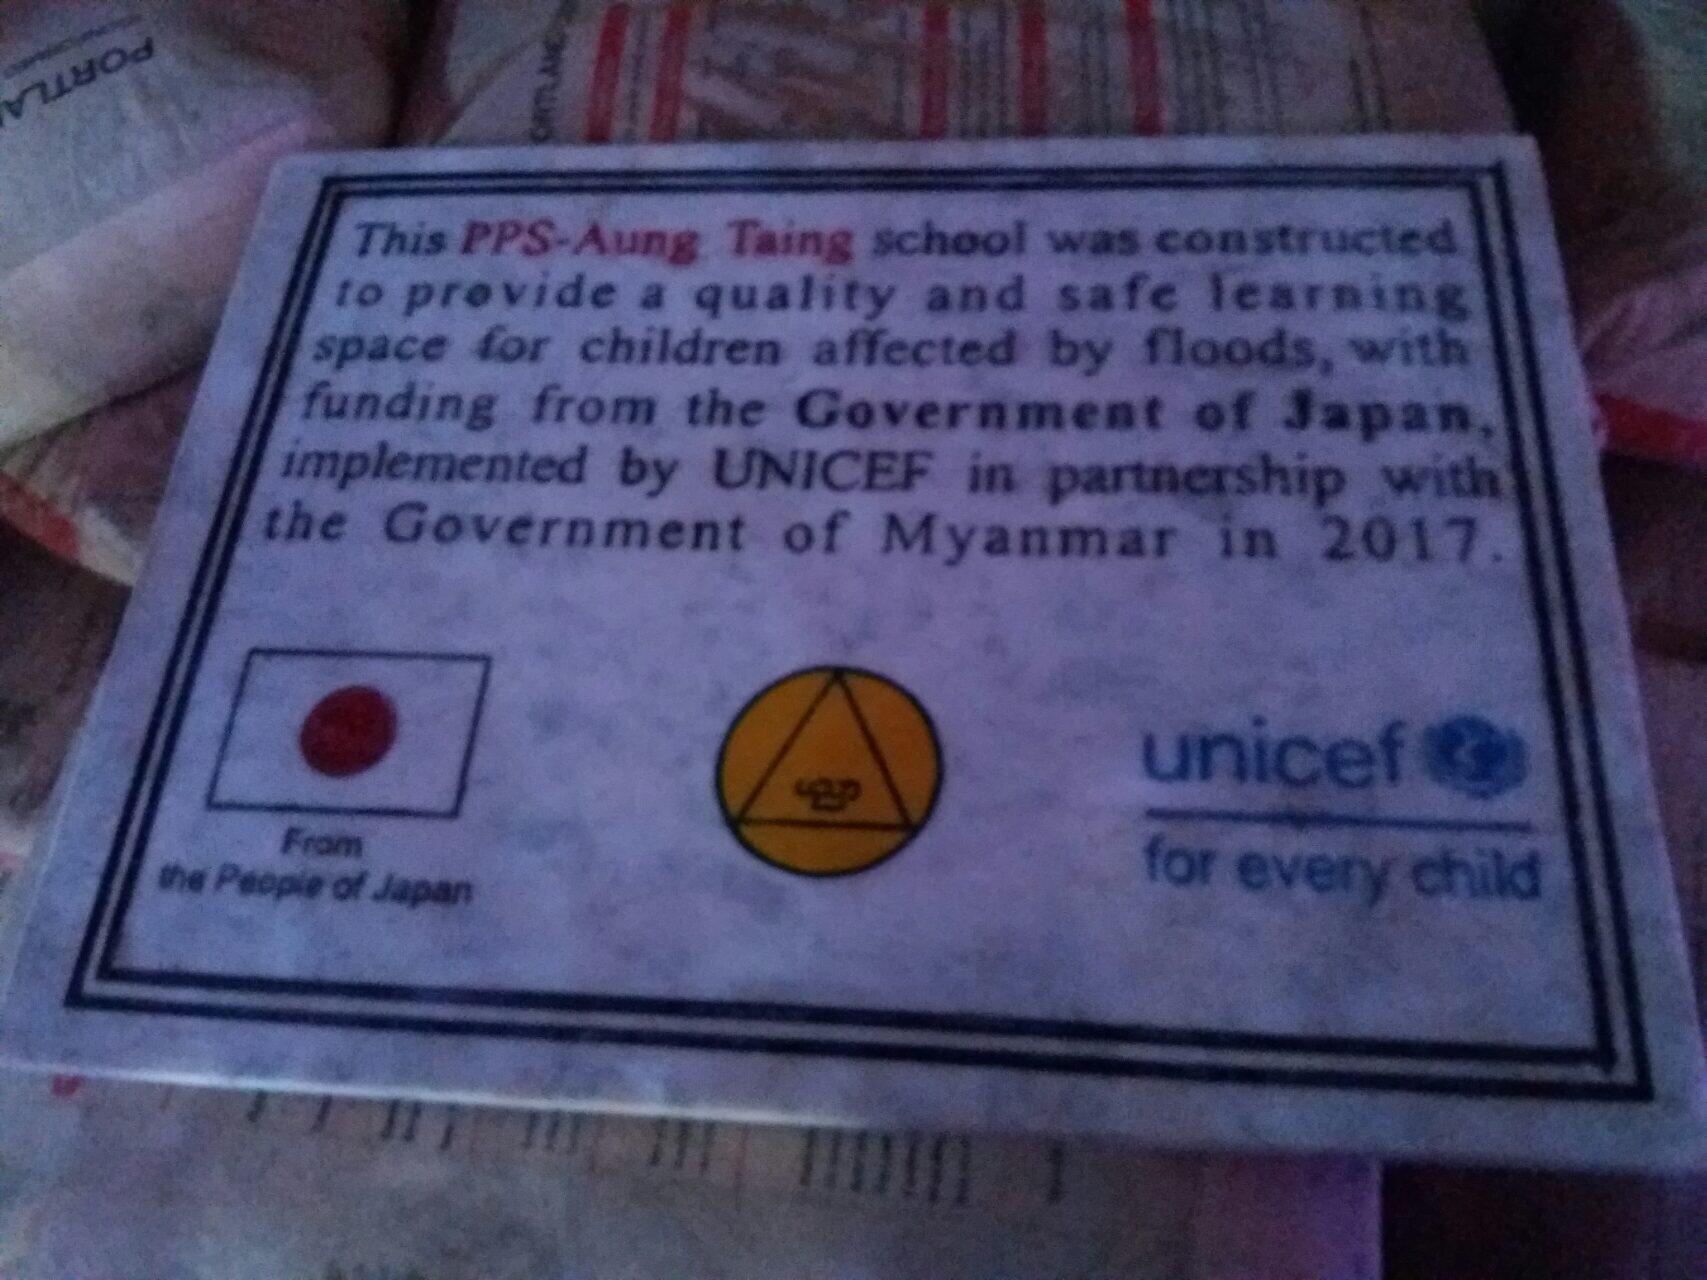 PORTLA
This PPS-Aung Taing school was constructed
to provide a quality and safe learning
space for children affected by floods, with
funding from the Government of Japan,
implemented by UNICEF in partnership with
the Government of Myanmar in 2017.
From
the People of Japan
unicef
for every child